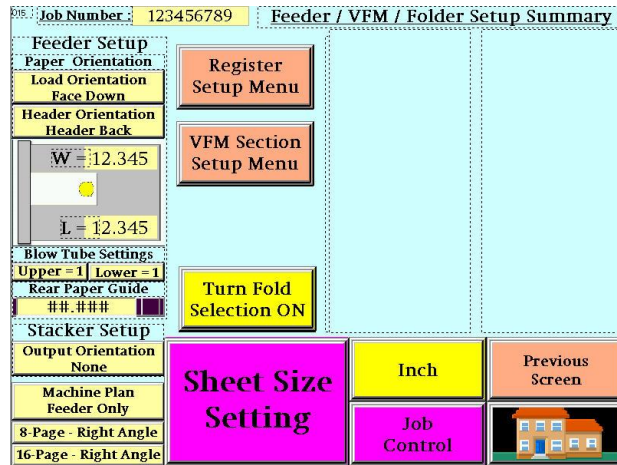 015 Job Number : 123456789 Feeder / VFM / Folder Setup Summary
Feeder Setup
Paper Orientation
Load Orientation
Face Down
Header Orientation
Header Back
W = 12.345
L = 12.345
Blow Tube Settings
Upper = 1 Lower = 1
Rear Paper Guide
##.###
Stacker Setup
Output Orientation
None
Machine Plan
Feeder Only
8-Page - Right Angle
16-Page - Right Angle
Register
Setup Menu
VFM Section
Setup Menu
Turn Fold
Selection ON
Sheet Size
Setting
Inch
Job
Control
Previous
Screen